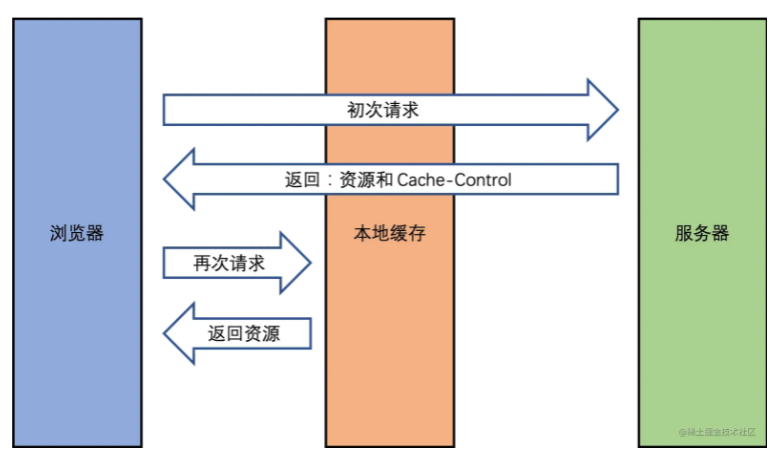 初次请求
返回：资源和 Cache-Control
浏览器
本地缓存
服务器
再次请求
返回资源
@稀土掘金技术社区